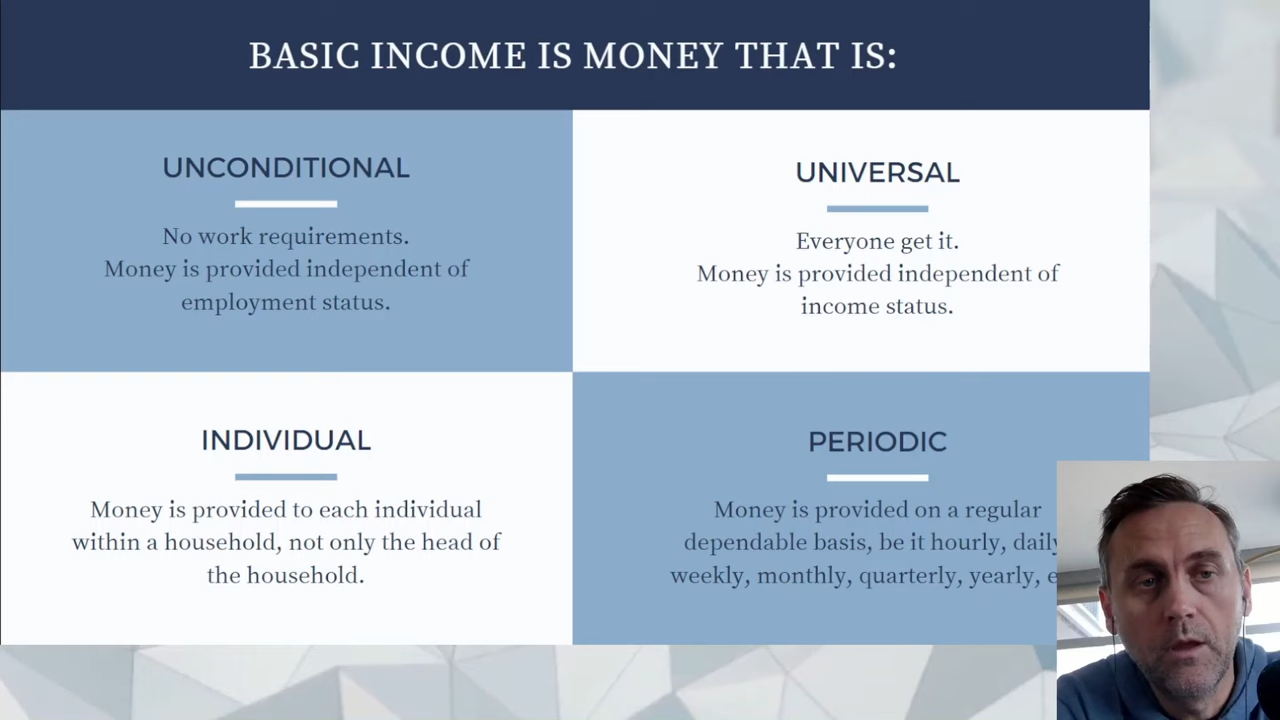 BASIC INCOME IS MONEY THAT IS:
UNCONDITIONAL
No work requirements.
Money is provided independent of
employment status.
UNIVERSAL
Everyone get it.
Money is provided independent of
income status.
INDIVIDUAL
Money is provided to each individual
within a household, not only the head of
the household.
PERIODIC
Money is provided on a regular
dependable basis, be it hourly, daily
weekly, monthly, quarterly, yearly,